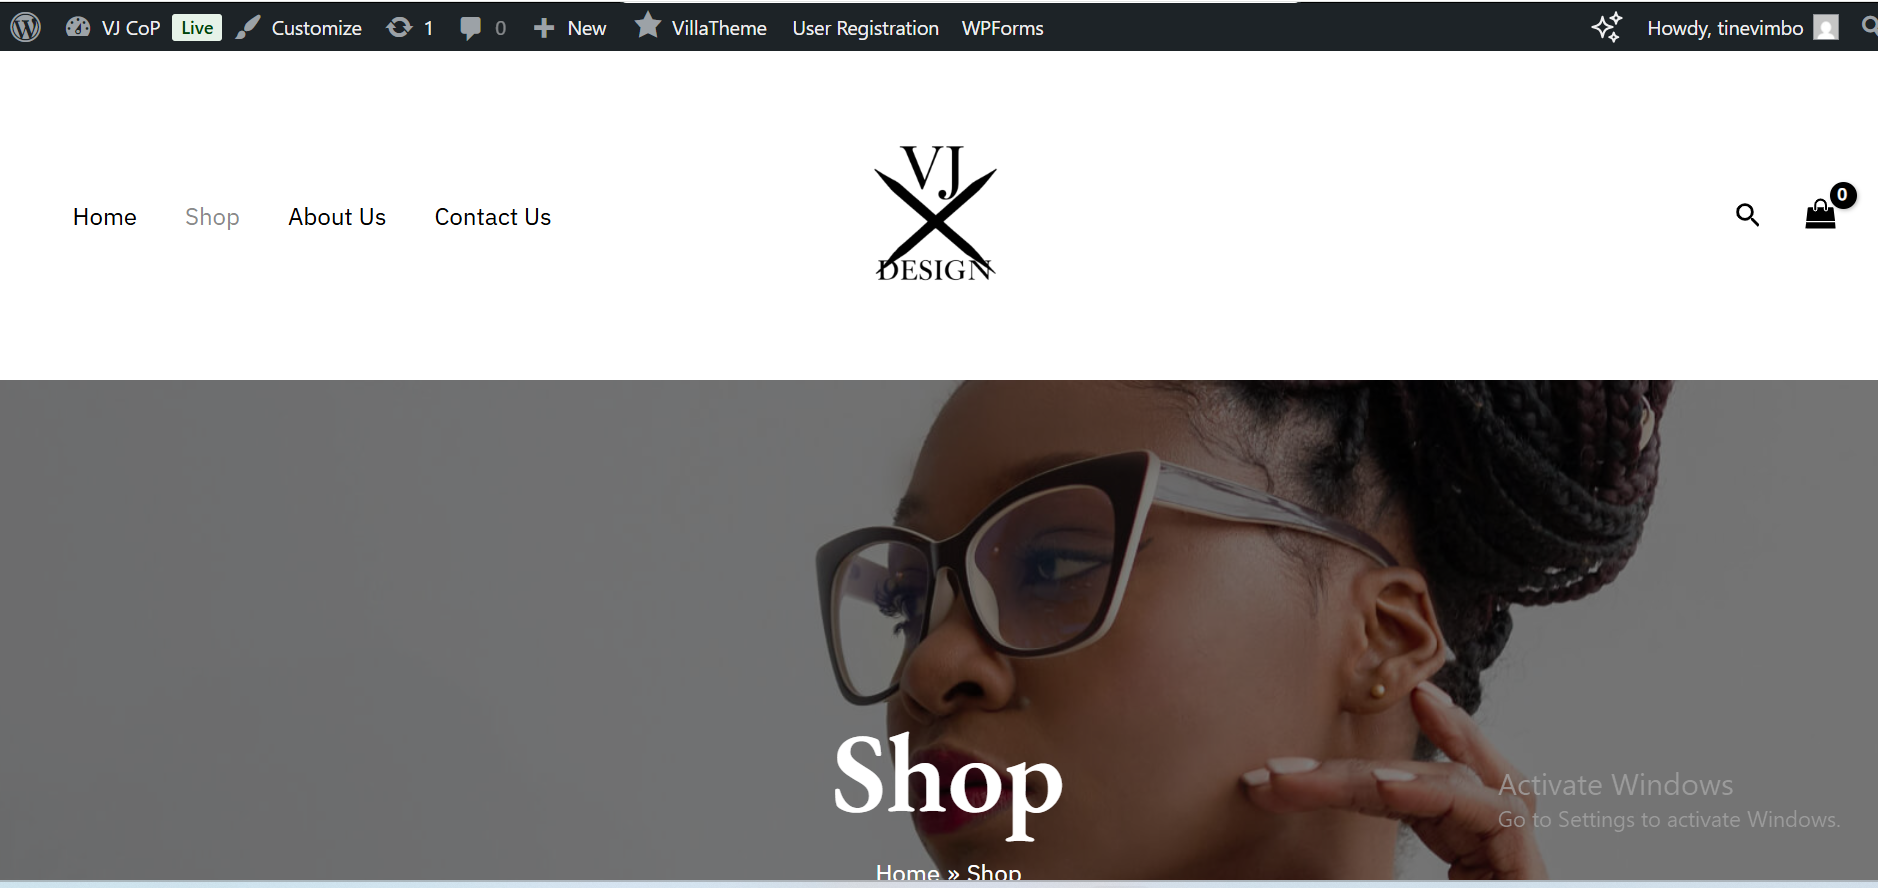 VJ CoP Live Customize 1 0 New VillaTheme User Registration WPForms Howdy, tinevimbo
VJ
DESIGN
Home Shop About Us Contact Us 0
Shop
Home » Shop
Activate Windows
Go to Settings to activate Windows.